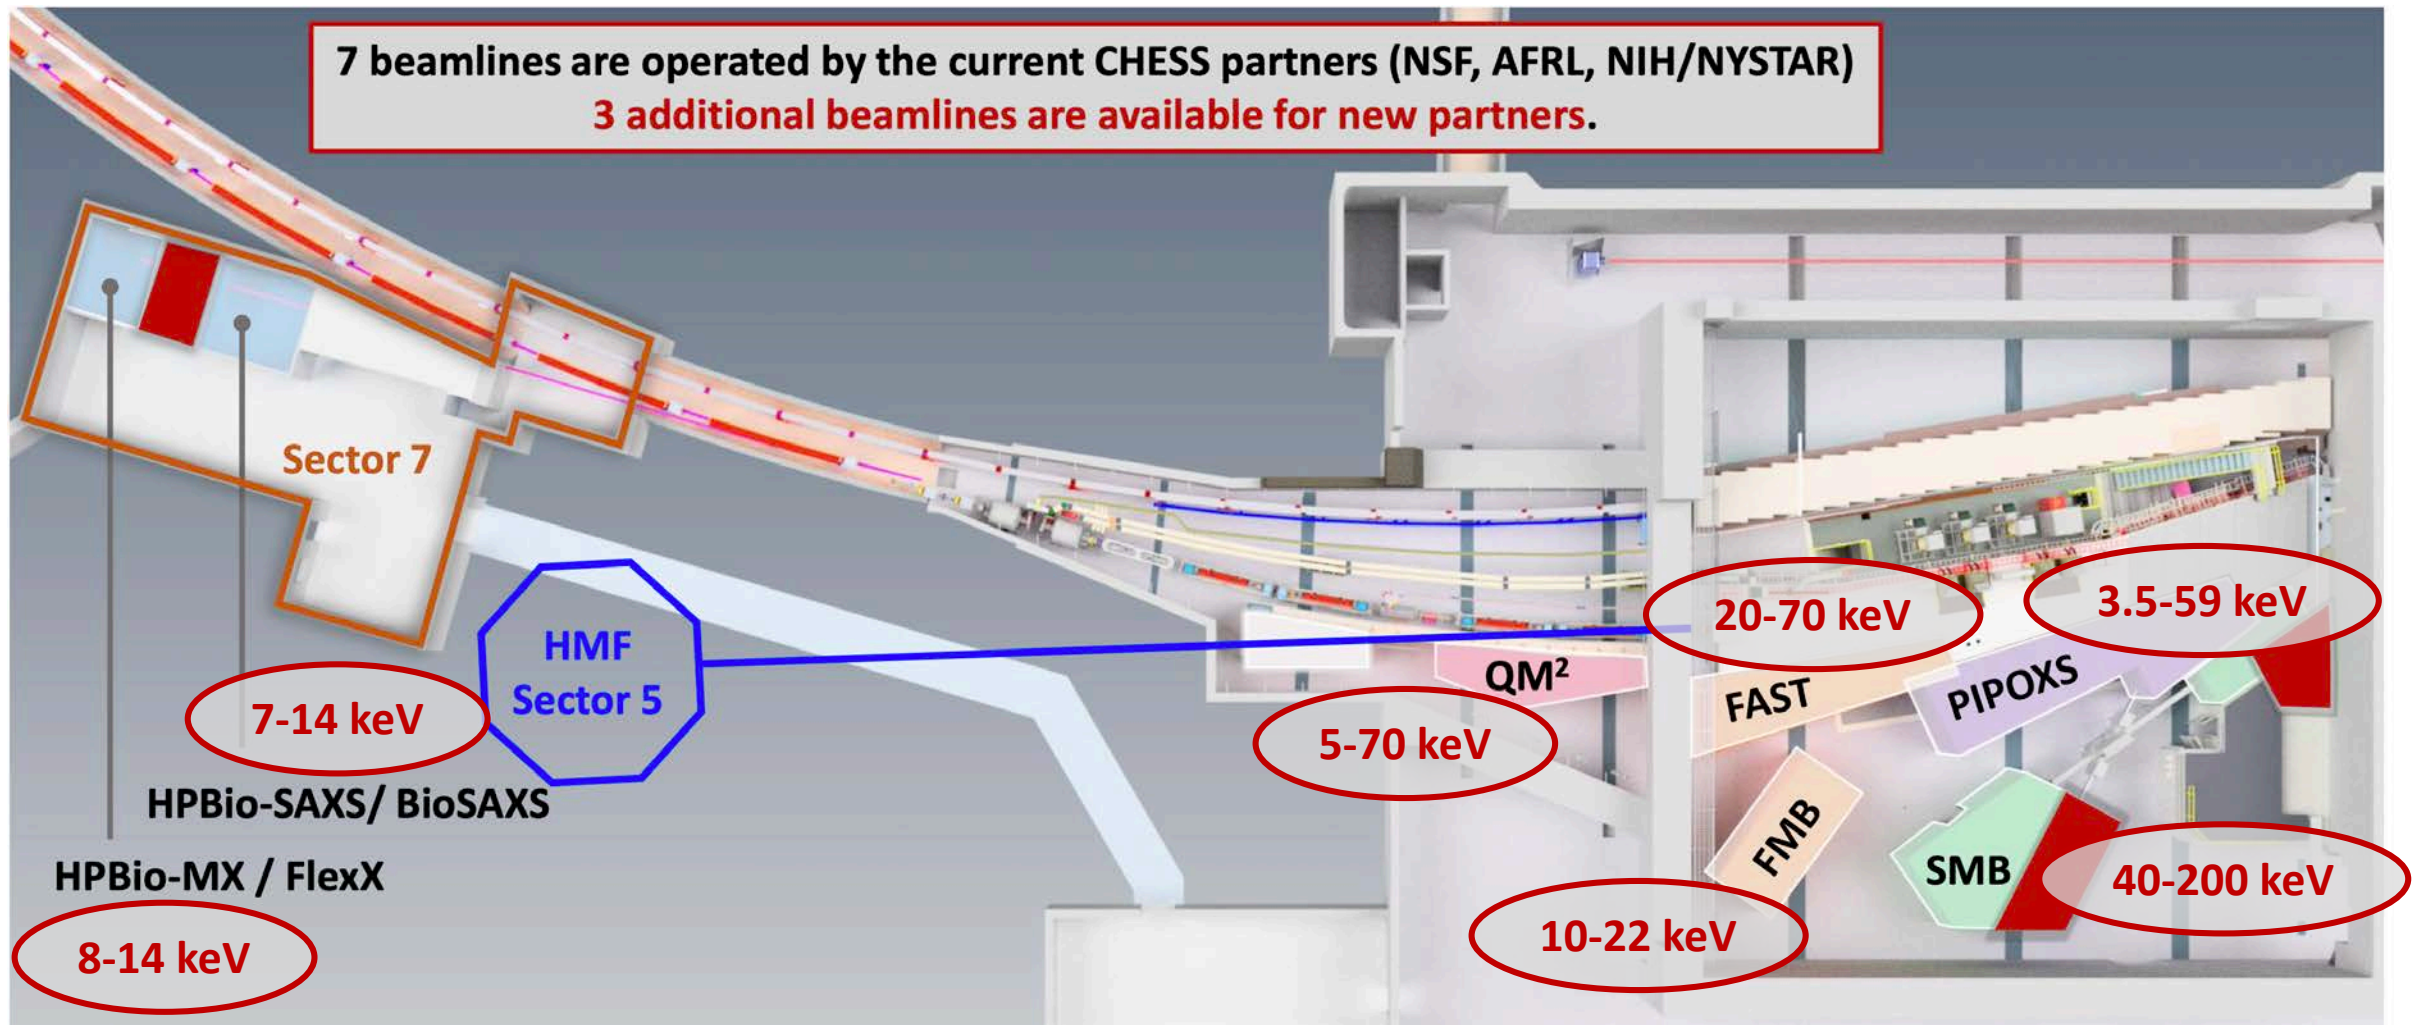 7 beamlines are operated by the current CHESS partners (NSF, AFRL, NIH/NYSTAR)
3 additional beamlines are available for new partners.
Sector 7
HMF
Sector 5
7-14 keV
HPBio-SAXS/ BioSAXS
HPBio-MX / FlexX
8-14 keV
QM²
5-70 keV
20-70 keV
3.5-59 keV
FAST
PIPOXS
FMB
SMB
10-22 keV
40-200 keV